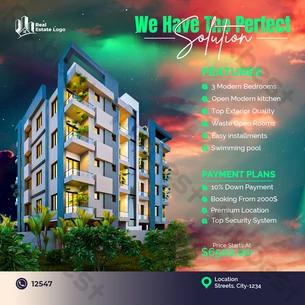 Real
Estate Logo
We Have The Perfect
Solution
FEATURES
3 Modern Bedrooms
Open Modern kitchen
Top Exterior Quality
Waste Open Rooms
Easy installments
Swimming pool
PAYMENT PLANS
10% Down Payment
Booking From 2000$
Premium Location
Top Security System
Price Starts At
12547
Location
Streets, City-1234